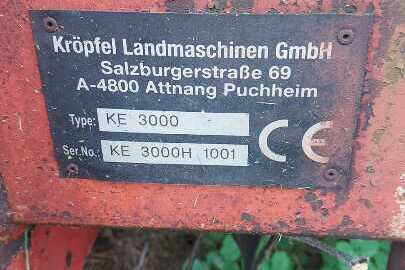 Kröpfel Landmaschinen GmbH
Salzburgerstraße 69
A-4800 Attnang Puchheim
Type: KE 3000
Ser.No.: KE 3000H 1001
CE